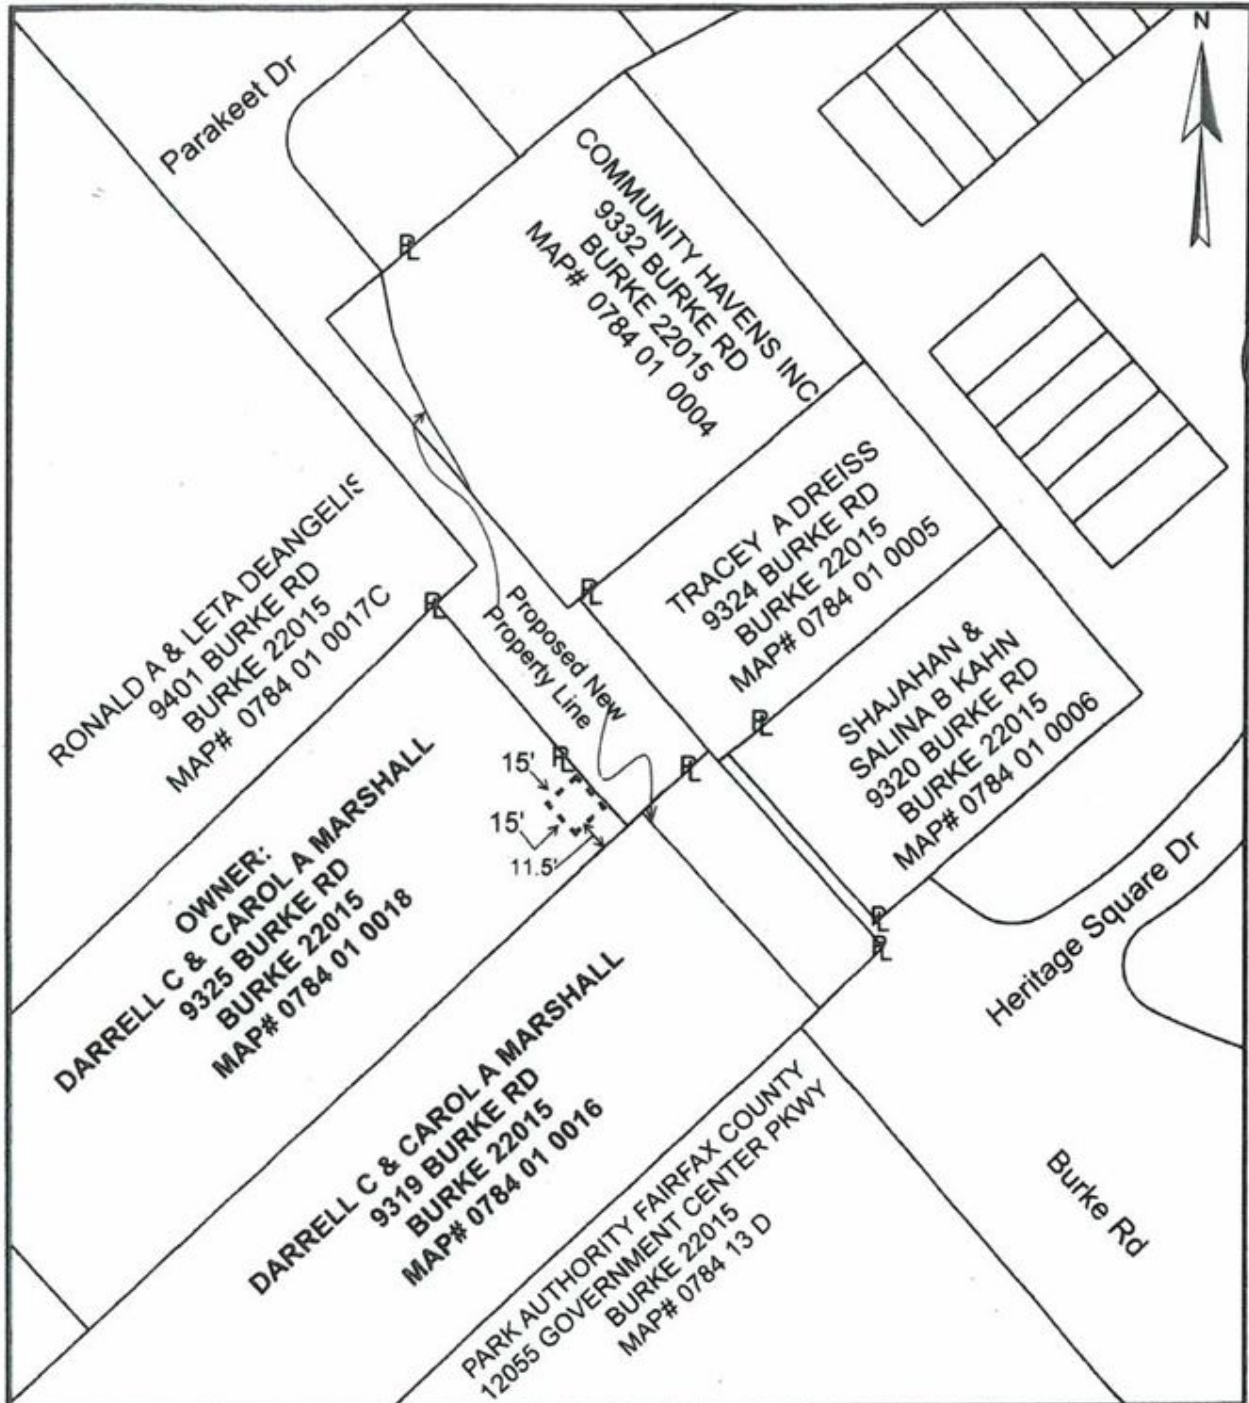 N
Parakeet Dr
COMMUNITY HAVENS INC
9332 BURKE RD
BURKE 22015
MAP# 0784 01 0004
PL
TRACEY A DREISS
9324 BURKE RD
BURKE 22015
MAP# 0784 01 0005
RONALD A & LETA DEANGELIS
9401 BURKE RD
BURKE 22015
MAP# 0784 01 0017C
PL
PL
Proposed New
Property Line
SHAJAHAN &
SALINA B KAHN
9320 BURKE RD
BURKE 22015
MAP# 0784 01 0006
PL
PL
PL
15'
15'
11.5'
OWNER:
DARRELL C & CAROL A MARSHALL
9325 BURKE RD
BURKE 22015
MAP# 0784 01 0018
PL
PL
Heritage Square Dr
DARRELL C & CAROL A MARSHALL
9319 BURKE RD
BURKE 22015
MAP# 0784 01 0016
PARK AUTHORITY FAIRFAX COUNTY
12055 GOVERNMENT CENTER PKWY
BURKE 22015
MAP# 0784 13 D
Burke Rd